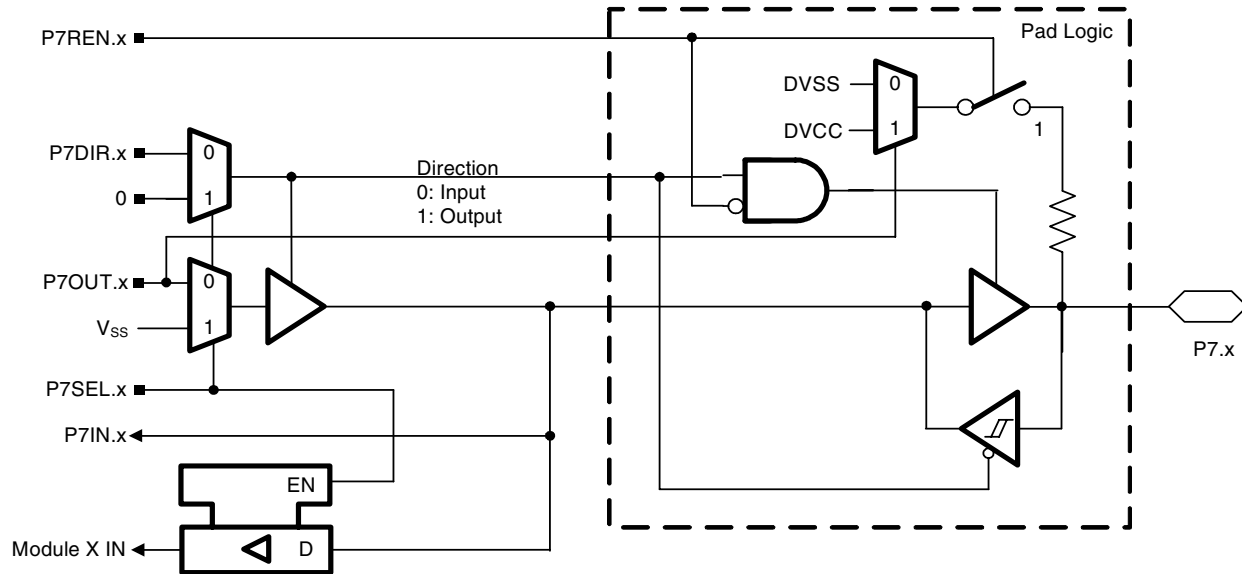 Pad Logic
P7REN.x
DVSS
0
DVCC
1
1
P7DIR.x
0
0
1
Direction
0: Input
1: Output
P7OUT.x
0
VSS
1
P7.x
P7SEL.x
P7IN.x
EN
Module X IN
D